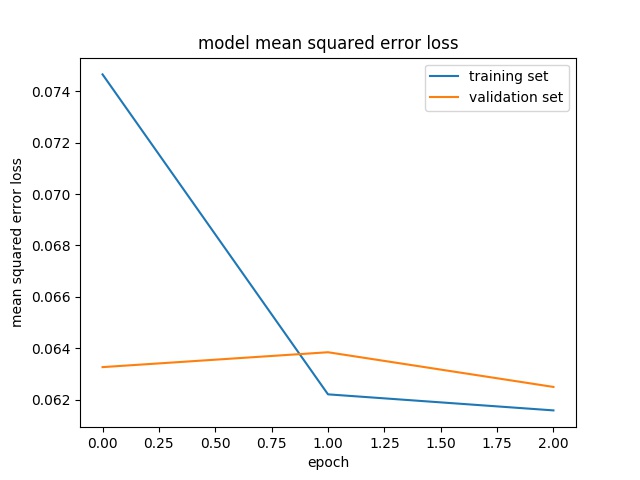 model mean squared error loss
training set
validation set
mean squared error loss
0.074
0.072
0.070
0.068
0.066
0.064
0.062
0.00 0.25 0.50 0.75 1.00 1.25 1.50 1.75 2.00
epoch